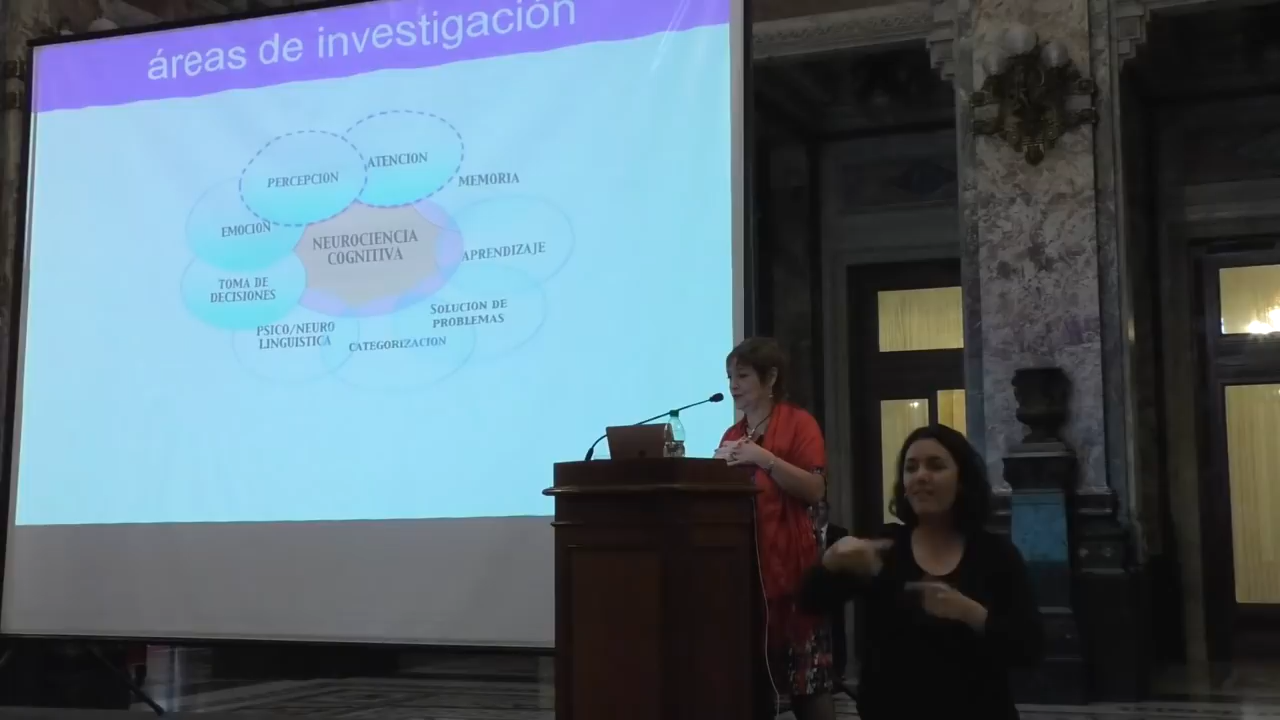 áreas de investigación
ATENCION
PERCEPCION
MEMORIA
EMOCION
NEUROCIENCIA
COGNITIVA
APRENDIZAJE
TOMA DE
DECISIONES
SOLUCION DE
PROBLEMAS
PSICO/NEURO
LINGUISTICA
CATEGORIZACION